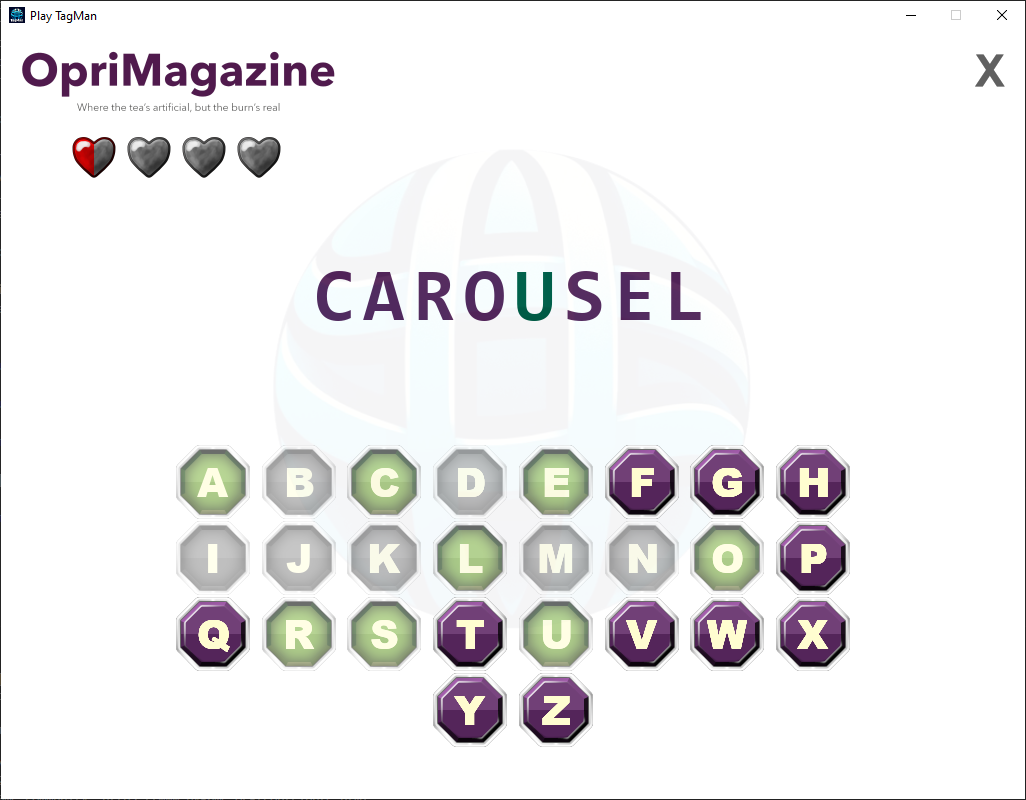 Play TagMan
OpriMagazine
X
Where the tea's artificial, but the burn's real
CAROUSEL
A B C D E F G H
I J K L M N O P
Q R S T U V W X
Y Z